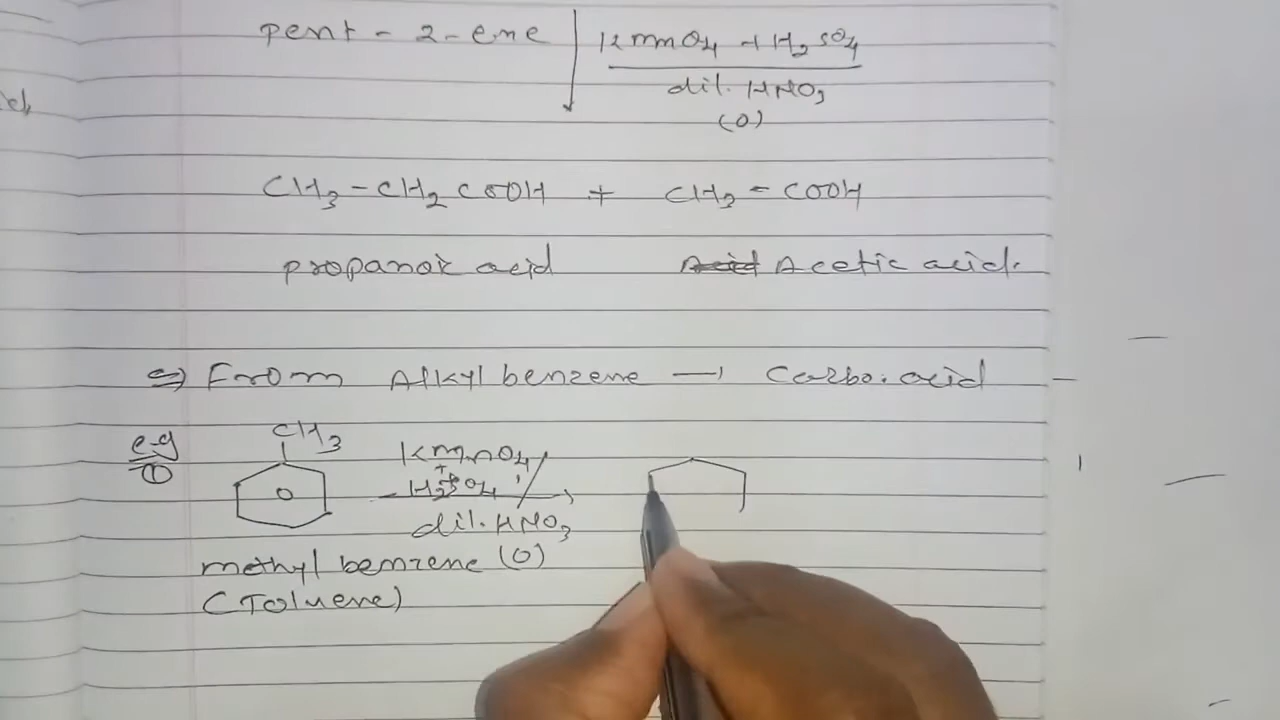 pent - 2 - ene KMnO4 + H2SO4
dil. HNO3
(O)
CH3 - CH2 COOH + CH3 - COOH
propanoic acid Acid Acetic acid.
=) From Alkyl benzene → Carbo. acid
e.g
① CH3
KMnO4 /
+
H2SO4
dil. HNO3
methyl benzene (O)
(Toluene)